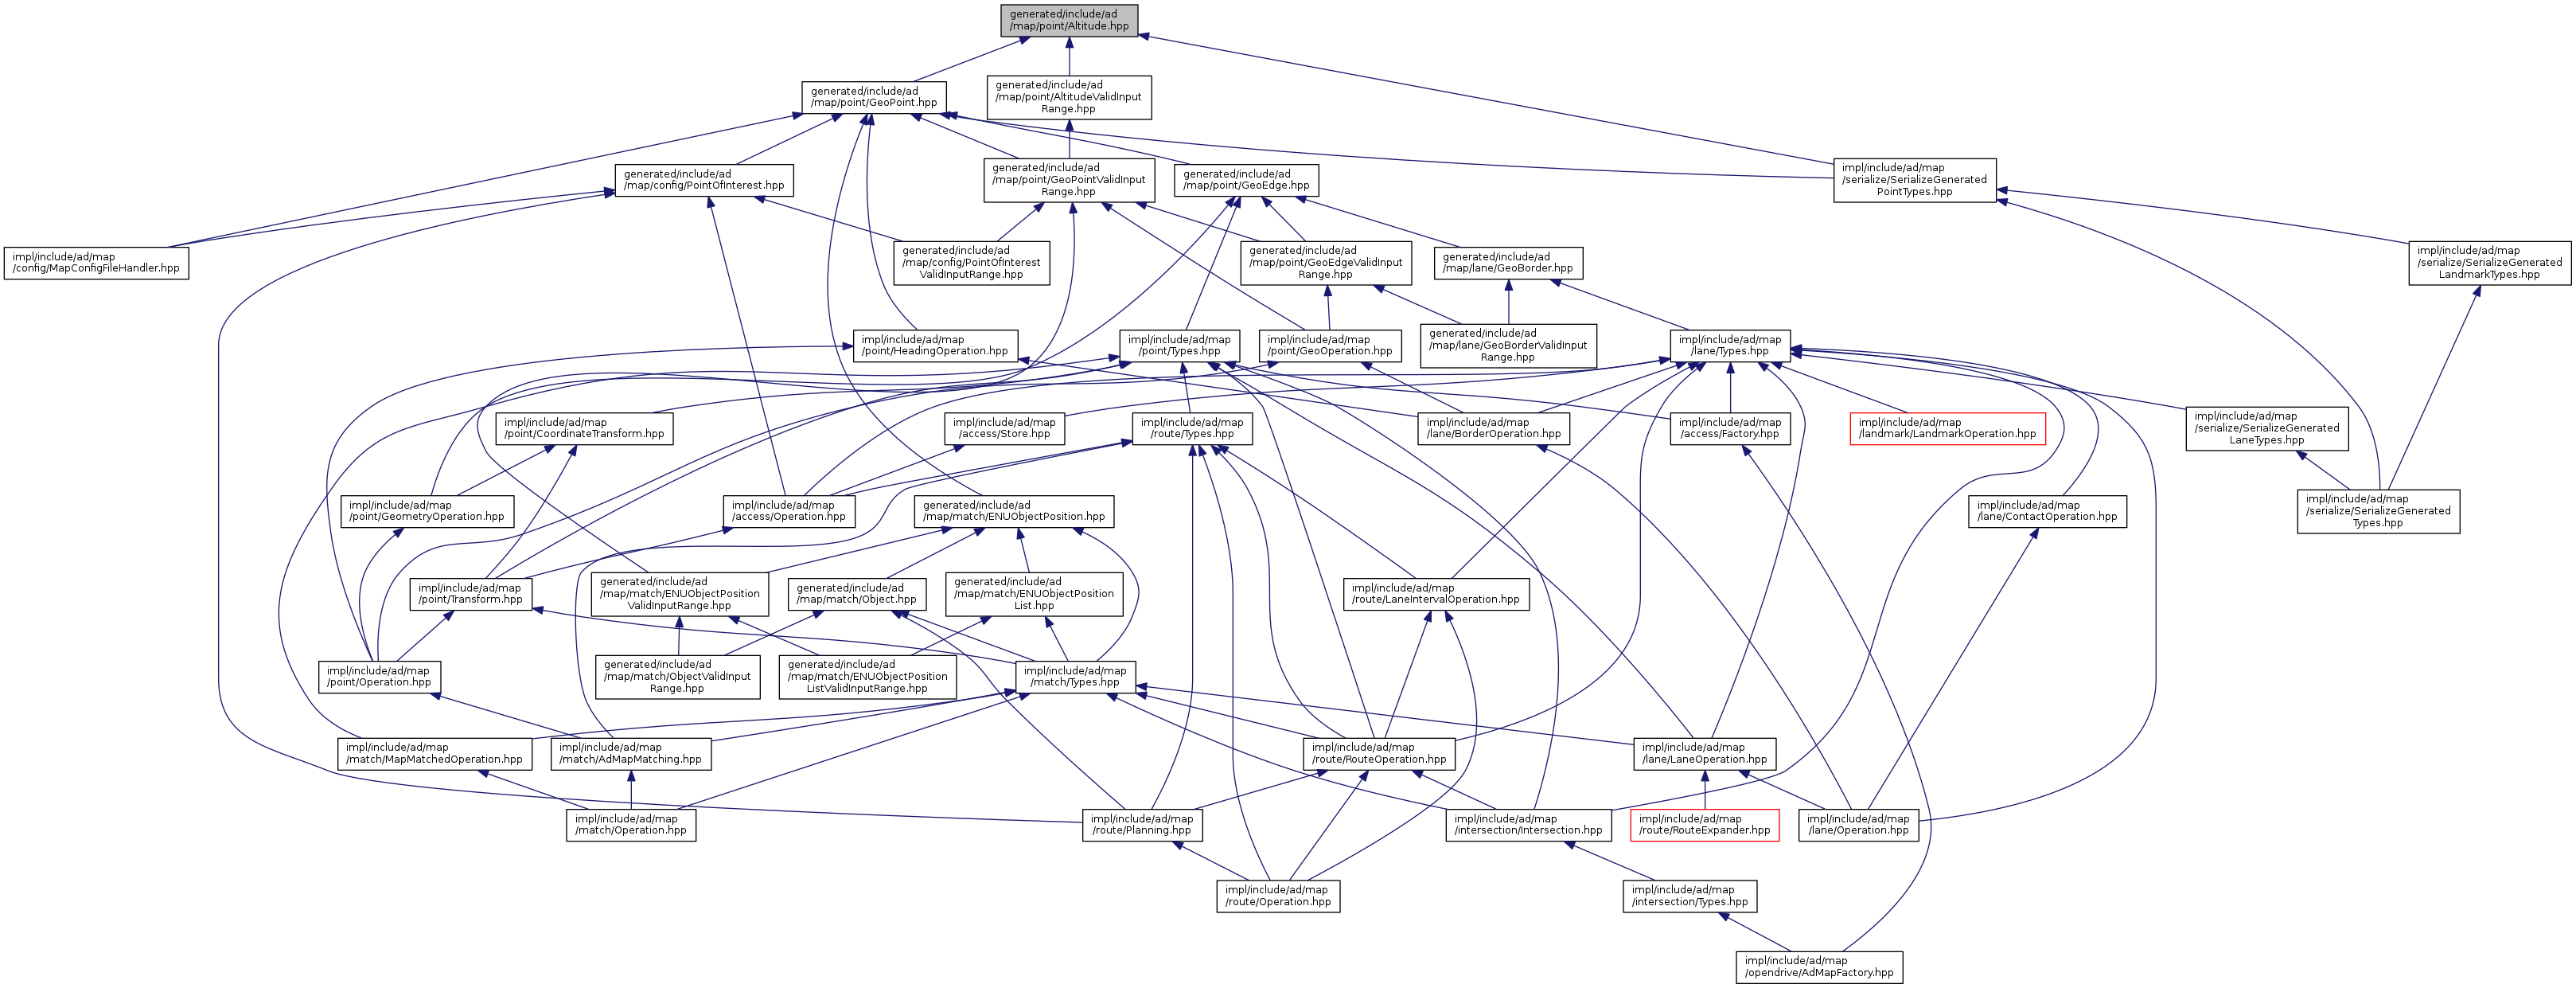 generated/include/ad
/map/point/Altitude.hpp
generated/include/ad
/map/point/GeoPoint.hpp
generated/include/ad
/map/point/AltitudeValidInput
Range.hpp
generated/include/ad
/map/config/PointOfInterest.hpp
generated/include/ad
/map/point/GeoPointValidInput
Range.hpp
generated/include/ad
/map/point/GeoEdge.hpp
impl/include/ad/map
/serialize/SerializeGenerated
PointTypes.hpp
impl/include/ad/map
/config/MapConfigFileHandler.hpp
generated/include/ad
/map/config/PointOfInterest
ValidInputRange.hpp
generated/include/ad
/map/point/GeoEdgeValidInput
Range.hpp
generated/include/ad
/map/lane/GeoBorder.hpp
impl/include/ad/map
/serialize/SerializeGenerated
LandmarkTypes.hpp
impl/include/ad/map
/point/HeadingOperation.hpp
impl/include/ad/map
/point/Types.hpp
impl/include/ad/map
/point/GeoOperation.hpp
generated/include/ad
/map/lane/GeoBorderValidInput
Range.hpp
impl/include/ad/map
/lane/Types.hpp
impl/include/ad/map
/point/CoordinateTransform.hpp
impl/include/ad/map
/access/Store.hpp
impl/include/ad/map
/route/Types.hpp
impl/include/ad/map
/lane/BorderOperation.hpp
impl/include/ad/map
/access/Factory.hpp
impl/include/ad/map
/landmark/LandmarkOperation.hpp
impl/include/ad/map
/serialize/SerializeGenerated
LaneTypes.hpp
impl/include/ad/map
/point/GeometryOperation.hpp
impl/include/ad/map
/access/Operation.hpp
generated/include/ad
/map/match/ENUObjectPosition.hpp
impl/include/ad/map
/lane/ContactOperation.hpp
impl/include/ad/map
/serialize/SerializeGenerated
Types.hpp
impl/include/ad/map
/point/Transform.hpp
generated/include/ad
/map/match/ENUObjectPosition
ValidInputRange.hpp
generated/include/ad
/map/match/Object.hpp
generated/include/ad
/map/match/ENUObjectPosition
List.hpp
impl/include/ad/map
/route/LaneIntervalOperation.hpp
impl/include/ad/map
/point/Operation.hpp
generated/include/ad
/map/match/ObjectValidInput
Range.hpp
generated/include/ad
/map/match/ENUObjectPosition
ListValidInputRange.hpp
impl/include/ad/map
/match/Types.hpp
impl/include/ad/map
/match/MapMatchedOperation.hpp
impl/include/ad/map
/match/AdMapMatching.hpp
impl/include/ad/map
/route/RouteOperation.hpp
impl/include/ad/map
/lane/LaneOperation.hpp
impl/include/ad/map
/match/Operation.hpp
impl/include/ad/map
/route/Planning.hpp
impl/include/ad/map
/intersection/Intersection.hpp
impl/include/ad/map
/route/RouteExpander.hpp
impl/include/ad/map
/lane/Operation.hpp
impl/include/ad/map
/route/Operation.hpp
impl/include/ad/map
/intersection/Types.hpp
impl/include/ad/map
/opendrive/AdMapFactory.hpp